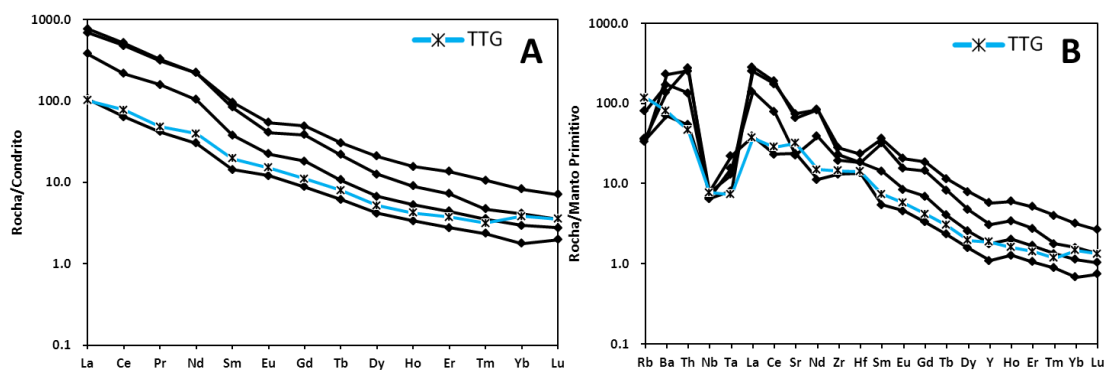 TTG
A
Rocha/Condrito
1000.0
100.0
10.0
1.0
0.1
La Ce Pr Nd Sm Eu Gd Tb Dy Ho Er Tm Yb Lu
TTG
B
Rocha/Manto Primitivo
1000.0
100.0
10.0
1.0
0.1
Rb Ba Th Nb Ta La Ce Sr Nd Zr Hf Sm Eu Gd Tb Dy Y Ho Er Tm Yb Lu